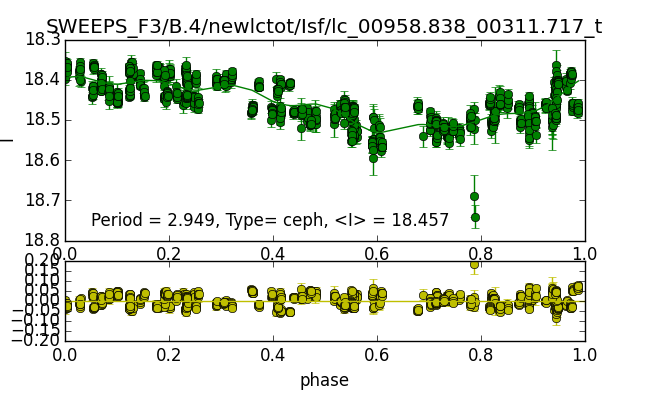 SWEEPS_F3/B.4/newlctot/Isf/lc_00958.838_00311.717_t
18.3
18.4
18.5
18.6
18.7
18.8
I
Period = 2.949, Type= ceph, <I> = 18.457
0.0 0.2 0.4 0.6 0.8 1.0
0.20
0.15
0.10
0.05
0.00
−0.05
−0.10
−0.15
−0.20
0.0 0.2 0.4 0.6 0.8 1.0
phase